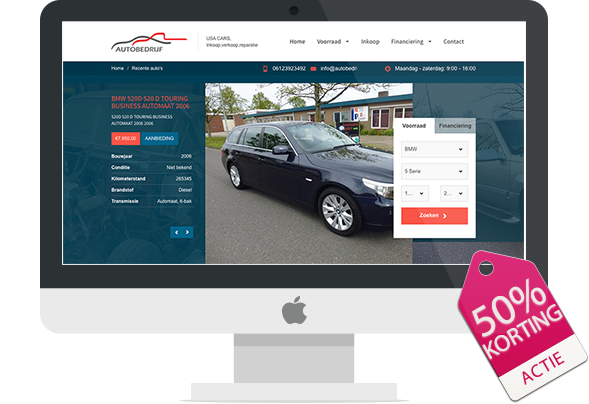 AUTOBEDRIJF
USA CARS,
Inkoop,verkoop,reparatie
Home Voorraad Inkoop Financiering Contact
Home / Recente auto's
06123923492 info@autobedri Maandag - zaterdag: 9:00 - 16:00
BMW 520D 520 D TOURING
BUSINESS AUTOMAAT 2006
520D 520 D TOURING BUSINESS
AUTOMAAT 2006 2006
€7.950,00 AANBIEDING
Bouwjaar 2006
Conditie Niet bekend
Kilometerstand 265345
Brandstof Diesel
Transmissie Automaat, 6-bak
Voorraad Financiering
BMW
5 Serie
1... 2...
Zoeken
50%
KORTING
ACTIE